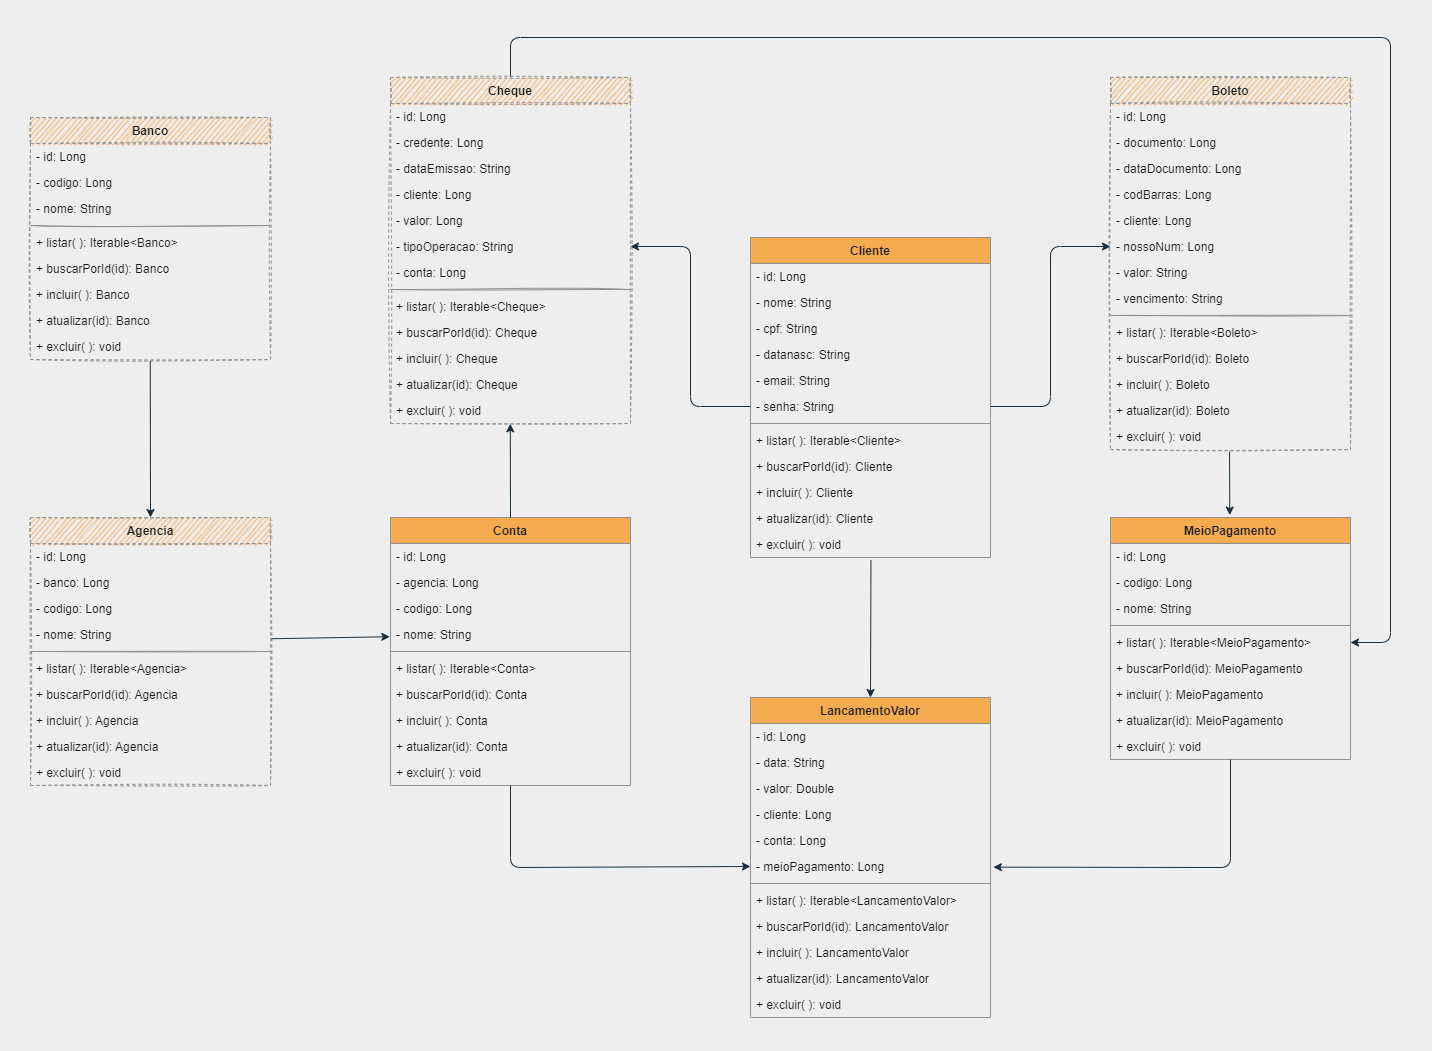 Banco
- id: Long
- codigo: Long
- nome: String
+ listar( ): Iterable<Banco>
+ buscarPorId(id): Banco
+ incluir( ): Banco
+ atualizar(id): Banco
+ excluir( ): void
Cheque
- id: Long
- credente: Long
- dataEmissao: String
- cliente: Long
- valor: Long
- tipoOperacao: String
- conta: Long
+ listar( ): Iterable<Cheque>
+ buscarPorId(id): Cheque
+ incluir( ): Cheque
+ atualizar(id): Cheque
+ excluir( ): void
Cliente
- id: Long
- nome: String
- cpf: String
- datanasc: String
- email: String
- senha: String
+ listar( ): Iterable<Cliente>
+ buscarPorId(id): Cliente
+ incluir( ): Cliente
+ atualizar(id): Cliente
+ excluir( ): void
Boleto
- id: Long
- documento: Long
- dataDocumento: Long
- codBarras: Long
- cliente: Long
- nossoNum: Long
- valor: String
- vencimento: String
+ listar( ): Iterable<Boleto>
+ buscarPorId(id): Boleto
+ incluir( ): Boleto
+ atualizar(id): Boleto
+ excluir( ): void
Agencia
- id: Long
- banco: Long
- codigo: Long
- nome: String
+ listar( ): Iterable<Agencia>
+ buscarPorId(id): Agencia
+ incluir( ): Agencia
+ atualizar(id): Agencia
+ excluir( ): void
Conta
- id: Long
- agencia: Long
- codigo: Long
- nome: String
+ listar( ): Iterable<Conta>
+ buscarPorId(id): Conta
+ incluir( ): Conta
+ atualizar(id): Conta
+ excluir( ): void
LancamentoValor
- id: Long
- data: String
- valor: Double
- cliente: Long
- conta: Long
- meioPagamento: Long
+ listar( ): Iterable<LancamentoValor>
+ buscarPorId(id): LancamentoValor
+ incluir( ): LancamentoValor
+ atualizar(id): LancamentoValor
+ excluir( ): void
MeioPagamento
- id: Long
- codigo: Long
- nome: String
+ listar( ): Iterable<MeioPagamento>
+ buscarPorId(id): MeioPagamento
+ incluir( ): MeioPagamento
+ atualizar(id): MeioPagamento
+ excluir( ): void